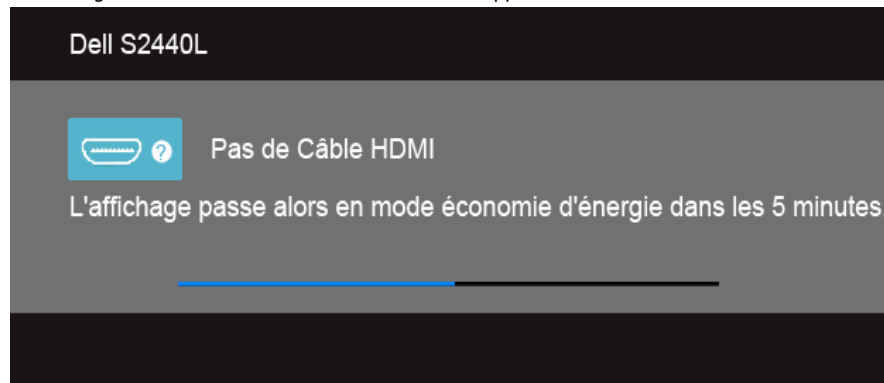 Dell S2440L
? Pas de Câble HDMI
L'affichage passe alors en mode économie d'énergie dans les 5 minutes